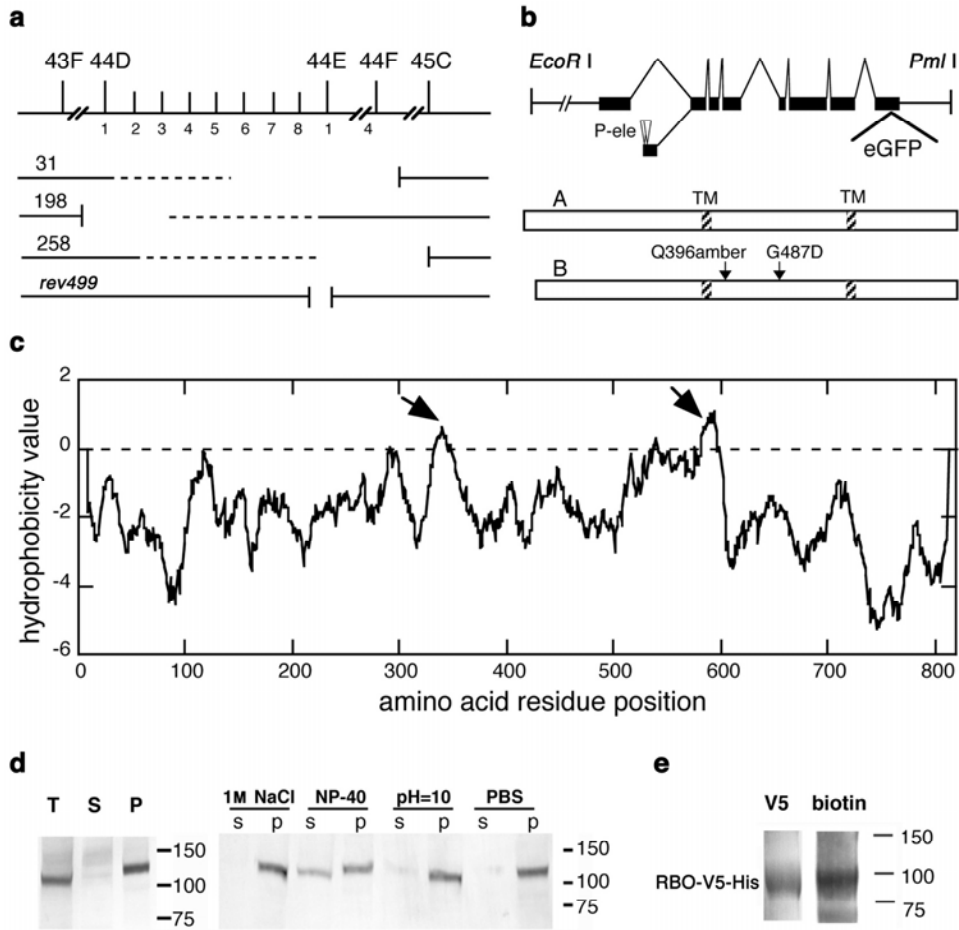 a
43F 44D 44E 44F 45C
1 2 3 4 5 6 7 8 1 4
31
198
258
rev499
b
EcoR I
Pml I
P-ele
eGFP
A
TM TM
Q396amber G487D
B
c
2
0
-2
-4
-6
hydrophobicity value
0 100 200 300 400 500 600 700 800
amino acid residue position
d
T S P
150
100
75
1M NaCl NP-40 pH=10 PBS
s p s p s p s p
150
100
75
e
V5 biotin
RBO-V5-His
150
100
75